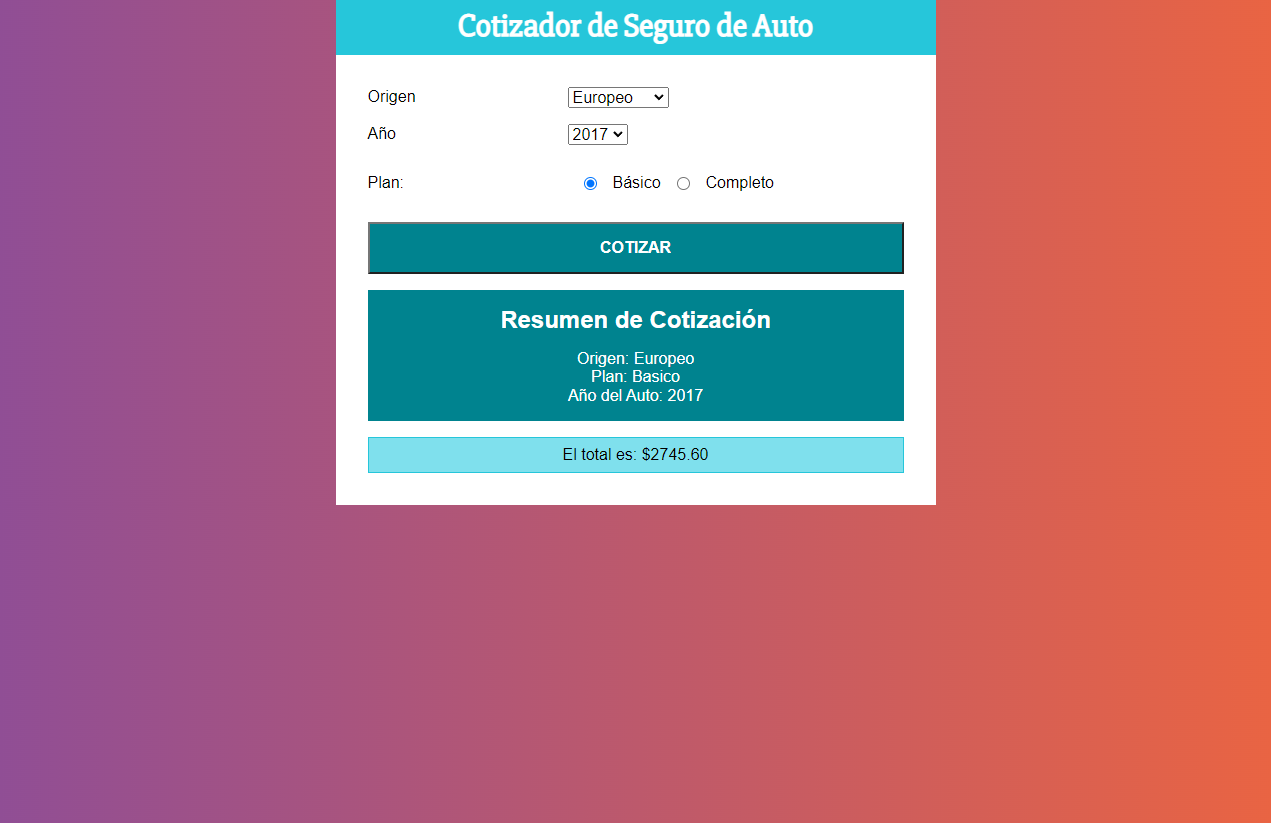 Cotizador de Seguro de Auto
Origen Europeo
Año 2017
Plan: Básico Completo
COTIZAR
Resumen de Cotización
Origen: Europeo
Plan: Basico
Año del Auto: 2017
El total es: $2745.60